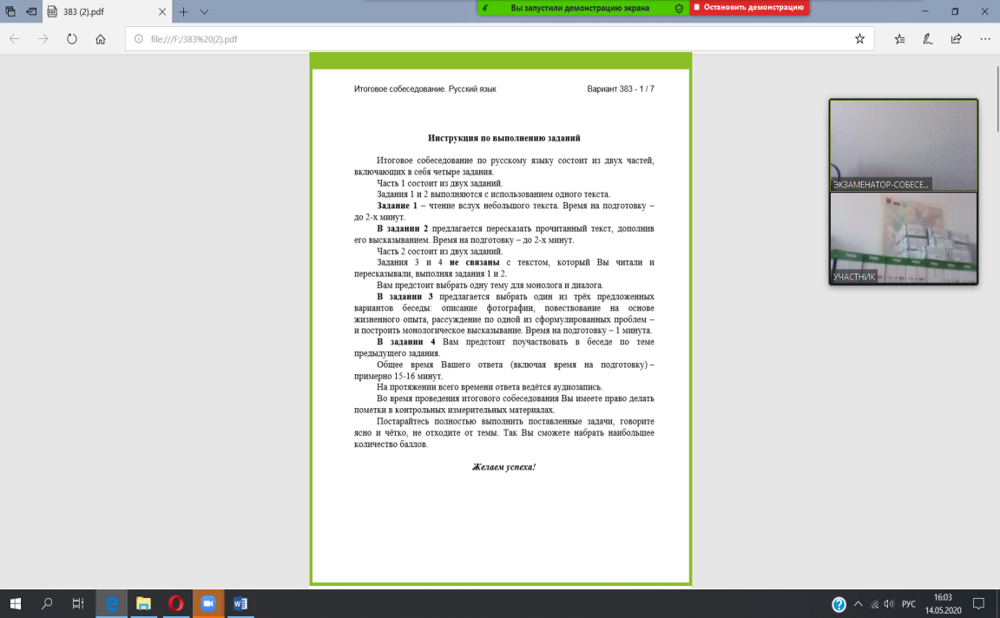 383 (2).pdf
Вы запустили демонстрацию экрана
Остановить демонстрацию
file:///F:/383%20(2).pdf
Итоговое собеседование. Русский язык Вариант 383 - 1 / 7
Инструкция по выполнению заданий
Итоговое собеседование по русскому языку состоит из двух частей,
включающих в себя четыре задания.
Часть 1 состоит из двух заданий.
Задания 1 и 2 выполняются с использованием одного текста.
Задание 1 – чтение вслух небольшого текста. Время на подготовку –
до 2-х минут.
В задании 2 предлагается пересказать прочитанный текст, дополнив
его высказыванием. Время на подготовку – до 2-х минут.
Часть 2 состоит из двух заданий.
Задания 3 и 4 не связаны с текстом, который Вы читали и
пересказывали, выполняя задания 1 и 2.
Вам предстоит выбрать одну тему для монолога и диалога.
В задании 3 предлагается выбрать один из трёх предложенных
вариантов беседы: описание фотографии, повествование на основе
жизненного опыта, рассуждение по одной из сформулированных проблем –
и построить монологическое высказывание. Время на подготовку – 1 минута.
В задании 4 Вам предстоит поучаствовать в беседе по теме
предыдущего задания.
Общее время Вашего ответа (включая время на подготовку) –
примерно 15-16 минут.
На протяжении всего времени ответа ведётся аудиозапись.
Во время проведения итогового собеседования Вы имеете право делать
пометки в контрольных измерительных материалах.
Постарайтесь полностью выполнить поставленные задачи, говорите
ясно и чётко, не отходите от темы. Так Вы сможете набрать наибольшее
количество баллов.
Желаем успеха!
ЭКЗАМЕНАТОР-СОБЕСЕ...
УЧАСТНИК
РУС
16:03
14.05.2020